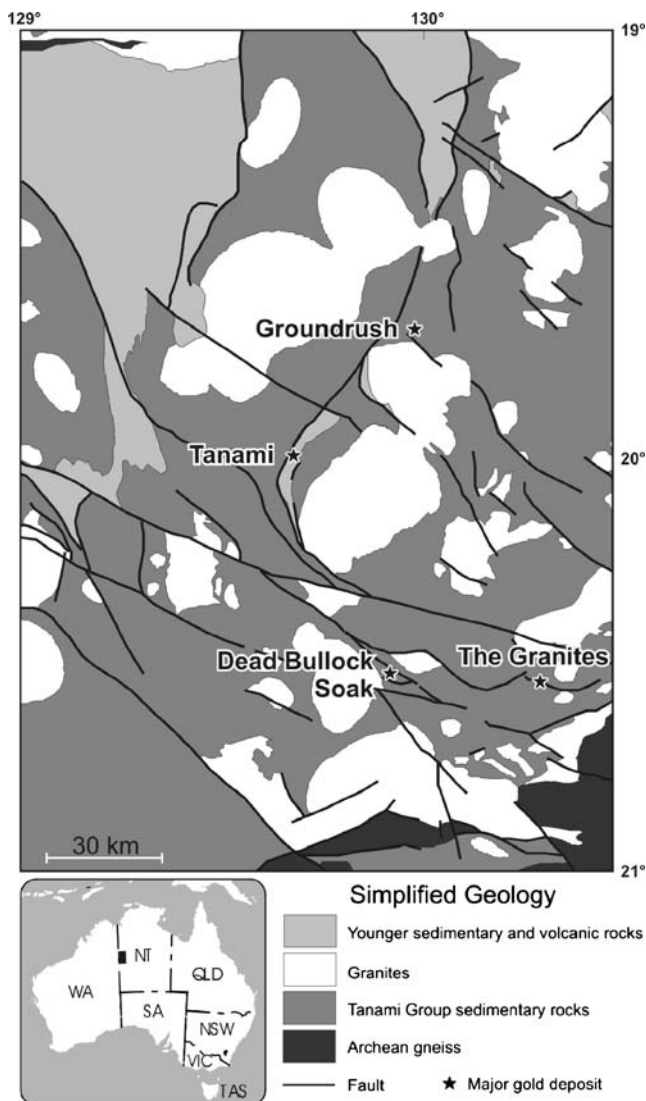 129°
130°
19°
Groundrush
Tanami
20°
Dead Bullock
Soak
The Granites
30 km
21°
Simplified Geology
Younger sedimentary and volcanic rocks
Granites
Tanami Group sedimentary rocks
Archean gneiss
Fault
Major gold deposit
WA
NT
QLD
SA
NSW
VIC
TAS